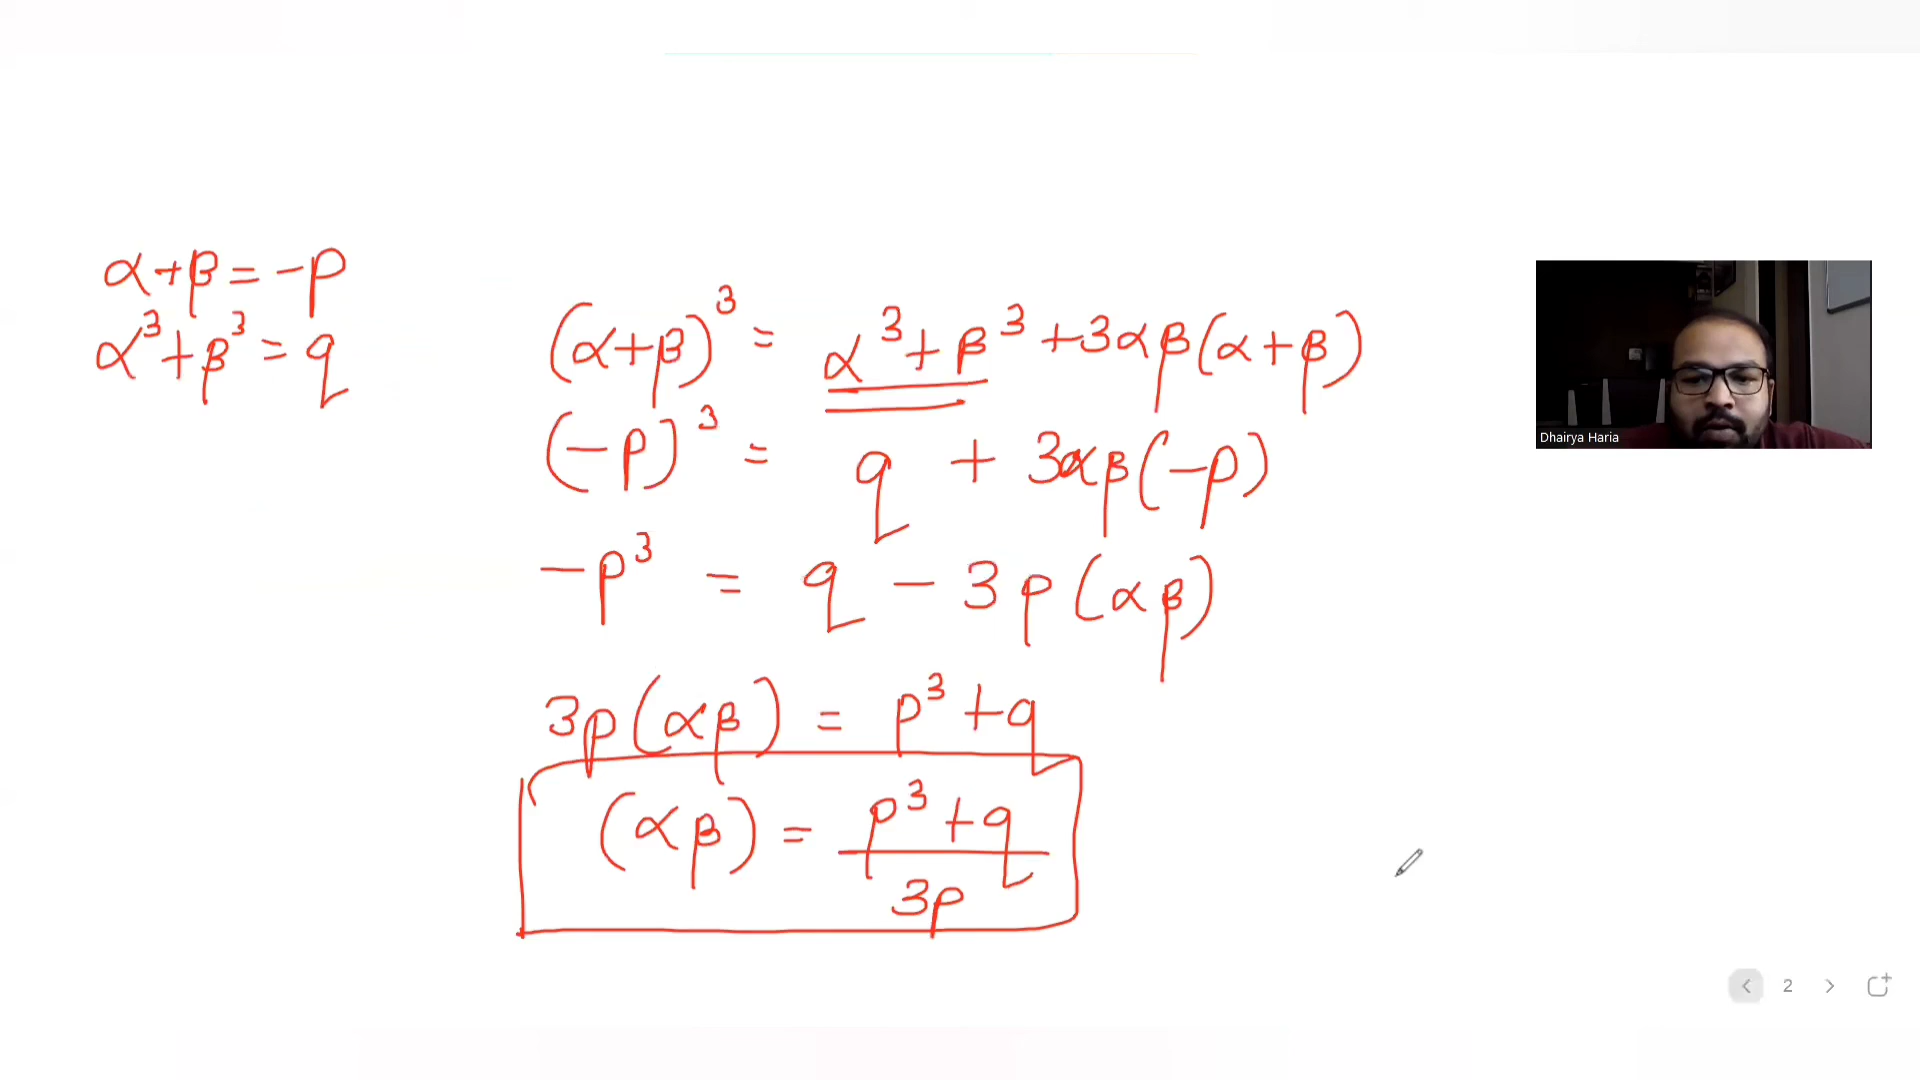 α+β=-p
α³+β³=q
(α+β)³= α³+β³+3αβ(α+β)
(-p)³ = q + 3αβ(-p)
-p³ = q - 3p(αβ)
3p(αβ) = p³+q
(αβ) = p³+q
3p
Dhairya Haria
2